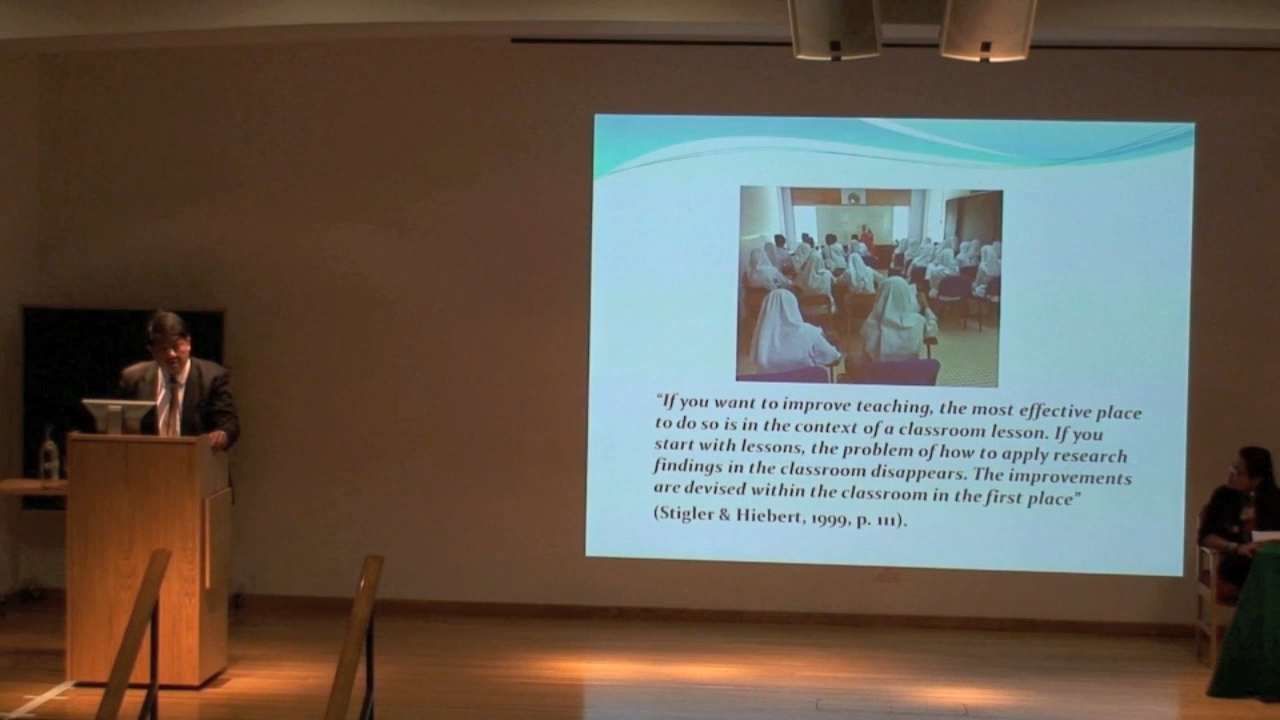 “If you want to improve teaching, the most effective place
to do so is in the context of a classroom lesson. If you
start with lessons, the problem of how to apply research
findings in the classroom disappears. The improvements
are devised within the classroom in the first place”
(Stigler & Hiebert, 1999, p. 111).